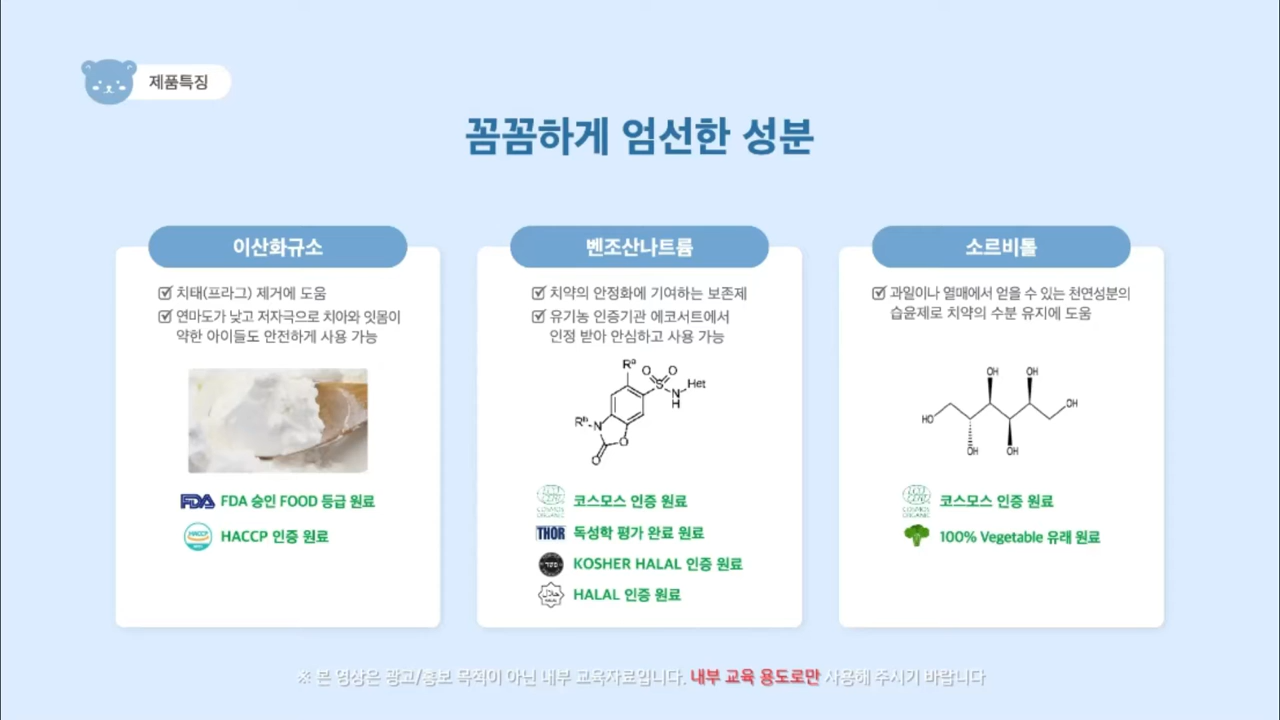 제품특징
꼼꼼하게 엄선한 성분
이산화규소
치태(프라그) 제거에 도움
연마도가 낮고 저자극으로 치아와 잇몸이
약한 아이들도 안전하게 사용 가능
FDA
FDA 승인 FOOD 등급 원료
HACCP
HACCP 인증 원료
벤조산나트륨
치약의 안정화에 기여하는 보존제
유기농 인증기관 에코서트에서
인정 받아 안심하고 사용 가능
Rª
O O
S Het
N
H
Rᵇ N
O
O
COSMOS
ORGANIC
코스모스 인증 원료
THOR
독성학 평가 완료 원료
KOSHER HALAL 인증 원료
HALAL 인증 원료
소르비톨
과일이나 열매에서 얻을 수 있는 천연성분의
습윤제로 치약의 수분 유지에 도움
OH OH
HO OH
OH OH
COSMOS
ORGANIC
코스모스 인증 원료
100% Vegetable 유래 원료
※ 본 영상은 광고/홍보 목적이 아닌 내부 교육자료입니다. 내부 교육 용도로만 사용해 주시기 바랍니다